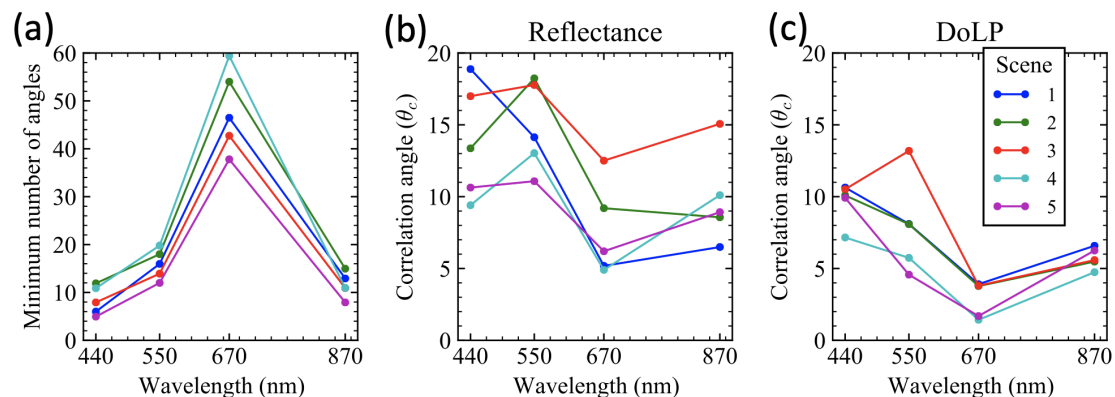 (a)
Minimum number of angles
60
50
40
30
20
10
0
440 550 670 870
Wavelength (nm)
(b)
Reflectance
Correlation angle (θc)
20
15
10
5
0
440 550 670 870
Wavelength (nm)
(c)
DoLP
Correlation angle (θc)
20
15
10
5
0
440 550 670 870
Wavelength (nm)
Scene
1
2
3
4
5